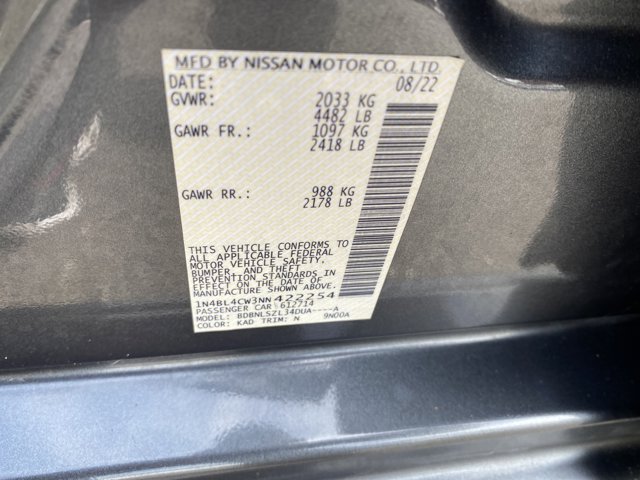 MFD BY NISSAN MOTOR CO., LTD.
DATE: 08/22
GVWR: 2033 KG
4482 LB
GAWR FR.: 1097 KG
2418 LB
GAWR RR.: 988 KG
2178 LB
THIS VEHICLE CONFORMS TO
ALL APPLICABLE FEDERAL
MOTOR VEHICLE SAFETY,
BUMPER, AND THEFT
PREVENTION STANDARDS IN
EFFECT ON THE DATE OF
MANUFACTURE SHOWN ABOVE.
1N4BL4CW3NN422254
PASSENGER CAR 612714
MODEL: BDBNLSZL34DUA----A
COLOR: KAD TRIM: N 9N00A